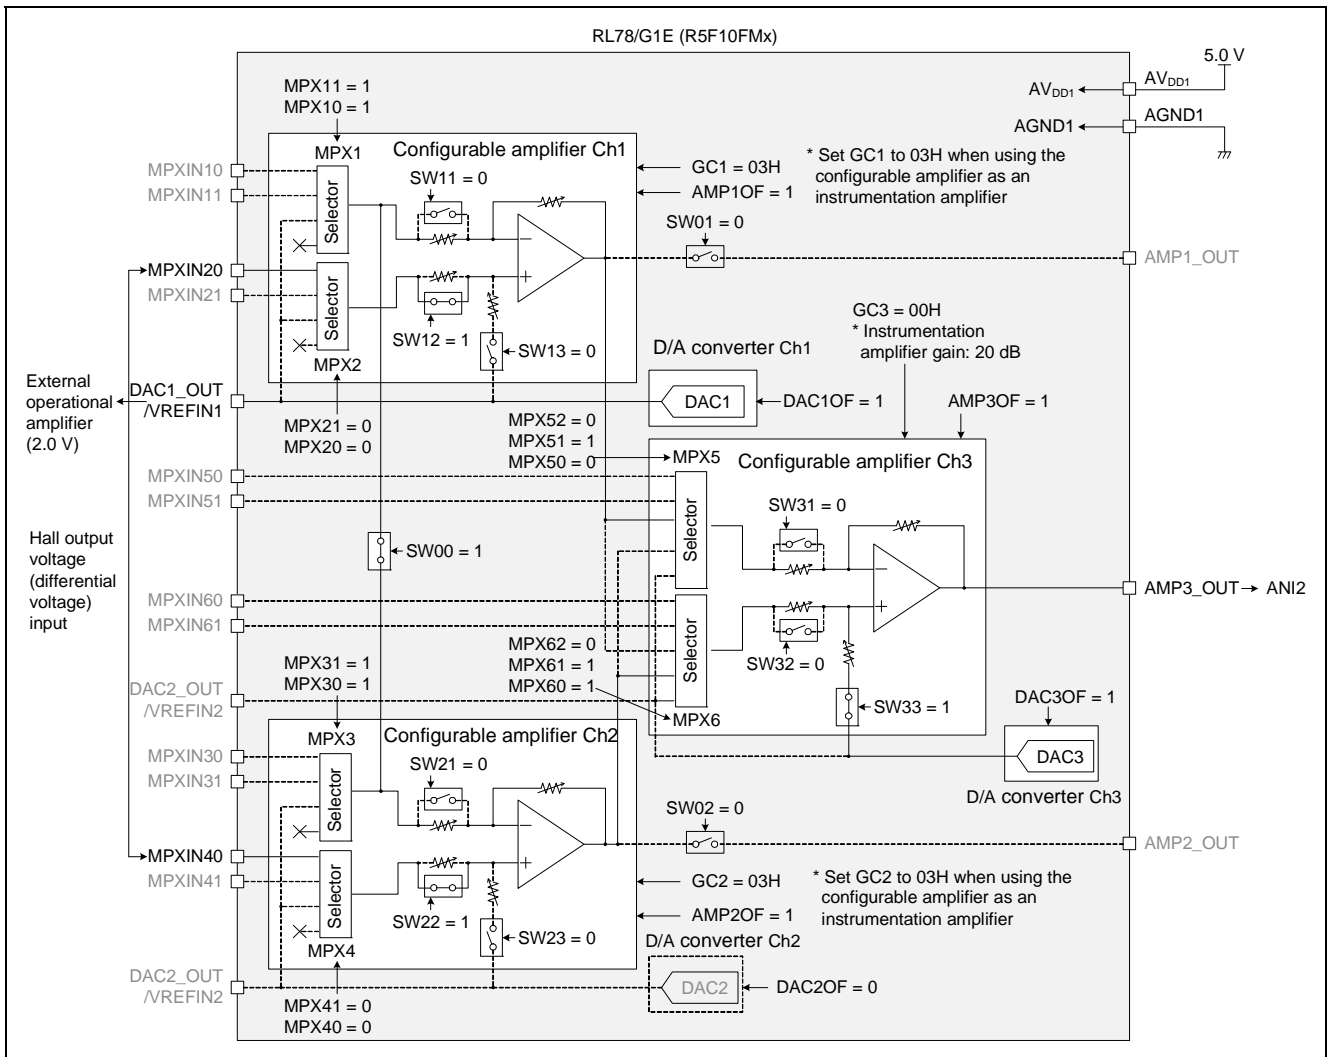 RL78/G1E (R5F10FMx)
5.0 V
MPX11 = 1
MPX10 = 1
AVDD1
AVDD1
AGND1
AGND1
MPX1
Configurable amplifier Ch1
GC1 = 03H
* Set GC1 to 03H when using the
configurable amplifier as an
instrumentation amplifier
MPXIN10
MPXIN11
Selector
SW11 = 0
AMP1OF = 1
SW01 = 0
−
+
AMP1_OUT
MPXIN20
MPXIN21
Selector
SW12 = 1
SW13 = 0
MPX2
GC3 = 00H
* Instrumentation
amplifier gain: 20 dB
D/A converter Ch1
External
operational
amplifier
(2.0 V)
DAC1_OUT
/VREFIN1
DAC1
DAC1OF = 1
AMP3OF = 1
MPX21 = 0
MPX20 = 0
MPX52 = 0
MPX51 = 1
MPX50 = 0
MPX5
Configurable amplifier Ch3
MPXIN50
MPXIN51
Selector
SW31 = 0
Hall output
voltage
(differential
voltage)
input
SW00 = 1
−
+
AMP3_OUT
ANI2
MPXIN60
MPXIN61
Selector
SW32 = 0
MPX62 = 0
MPX61 = 1
MPX60 = 1
MPX6
SW33 = 1
MPX31 = 1
MPX30 = 1
DAC2_OUT
/VREFIN2
DAC3OF = 1
DAC3
D/A converter Ch3
MPX3
Configurable amplifier Ch2
MPXIN30
MPXIN31
Selector
SW21 = 0
SW02 = 0
−
+
AMP2_OUT
MPXIN40
MPXIN41
Selector
SW22 = 1
SW23 = 0
MPX4
GC2 = 03H
AMP2OF = 1
* Set GC2 to 03H when using the
configurable amplifier as an
instrumentation amplifier
D/A converter Ch2
DAC2_OUT
/VREFIN2
DAC2
DAC2OF = 0
MPX41 = 0
MPX40 = 0